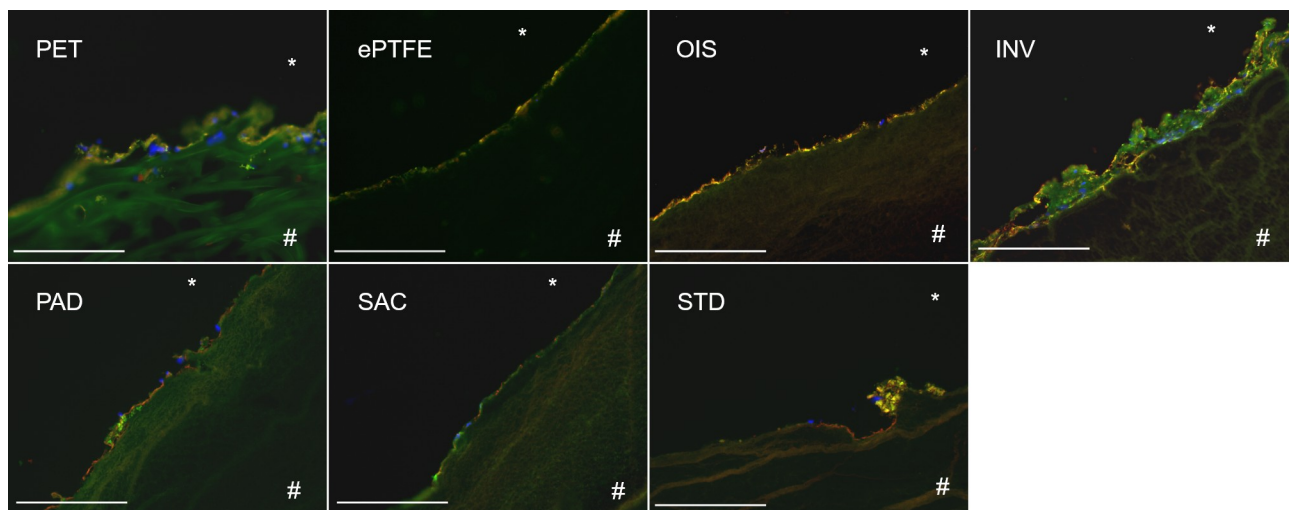 PET * #
ePTFE * #
OIS * #
INV * #
PAD * #
SAC * #
STD * #